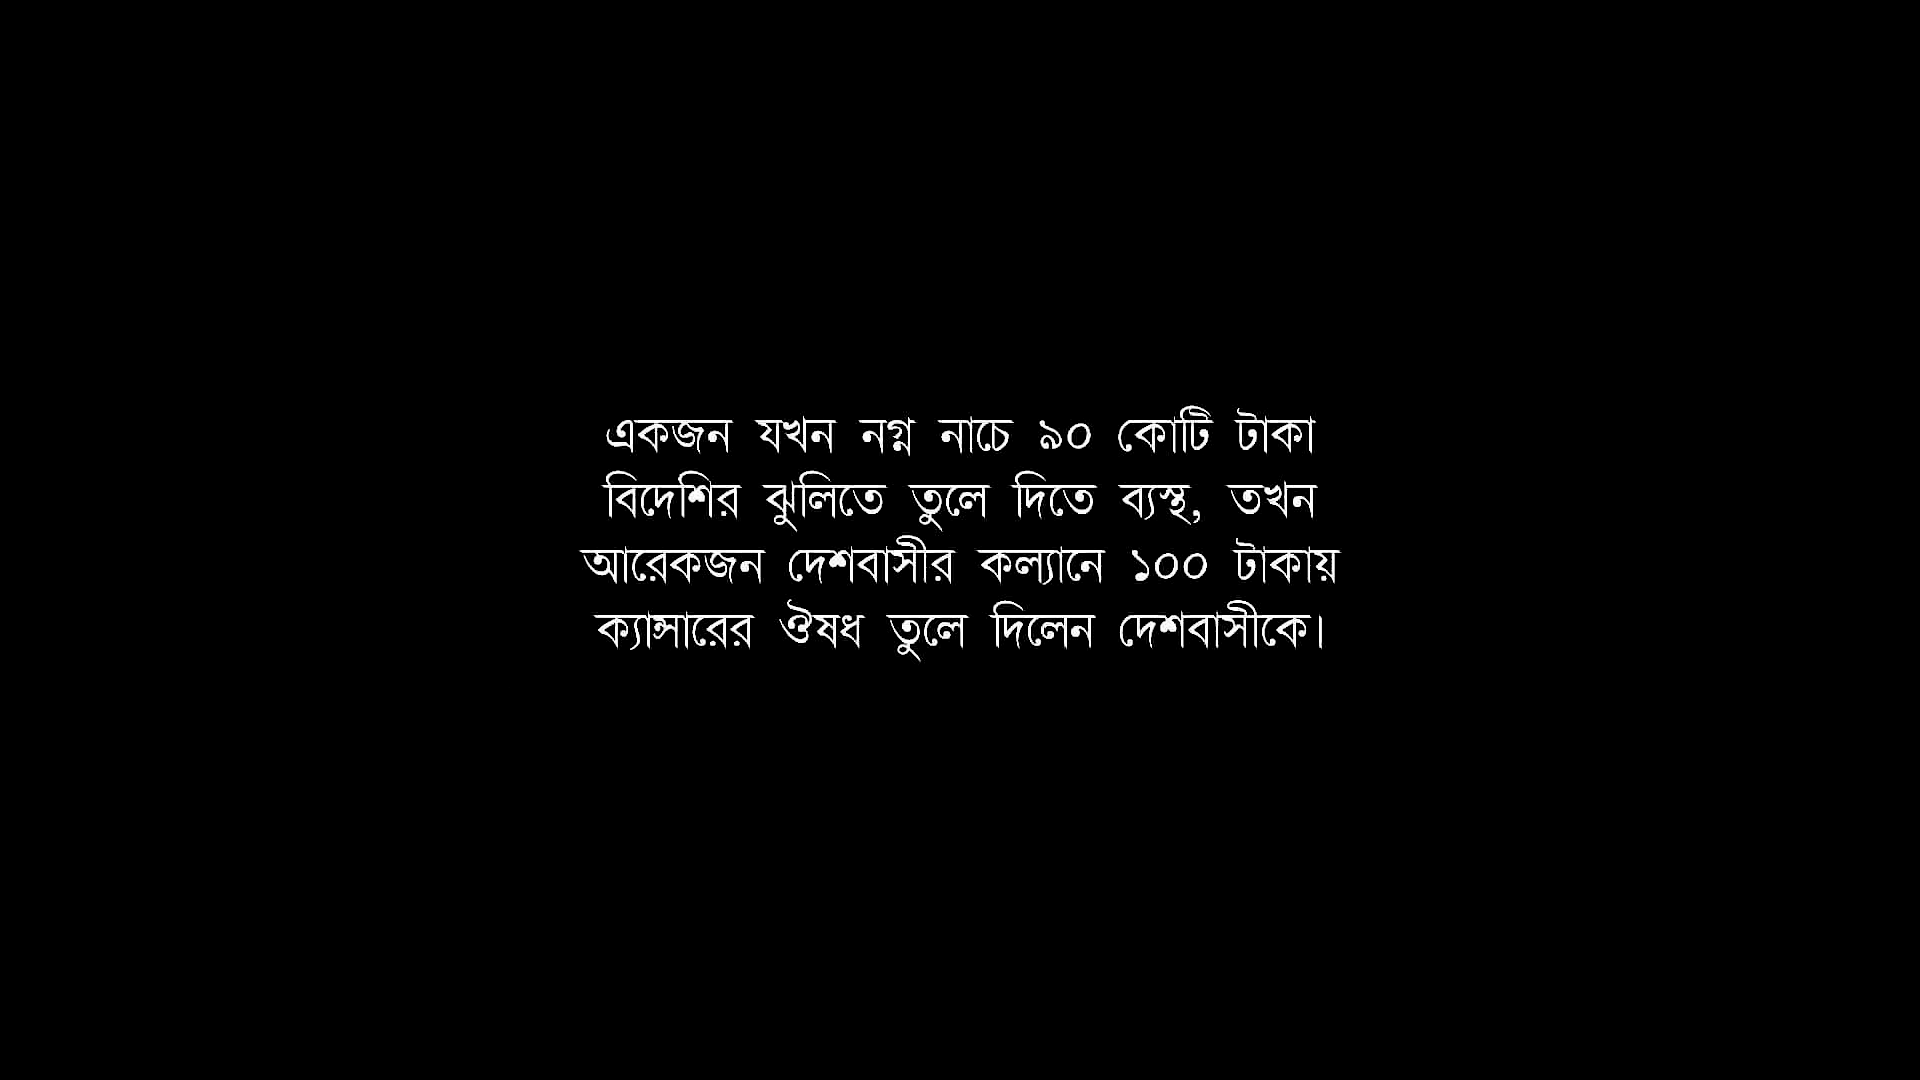 একজন যখন নগ্ন নাচে ৯০ কোটি টাকা
বিদেশির ঝুলিতে তুলে দিতে ব্যস্থ, তখন
আরেকজন দেশবাসীর কল্যানে ১০০ টাকায়
ক্যান্সারের ঔষধ তুলে দিলেন দেশবাসীকে।